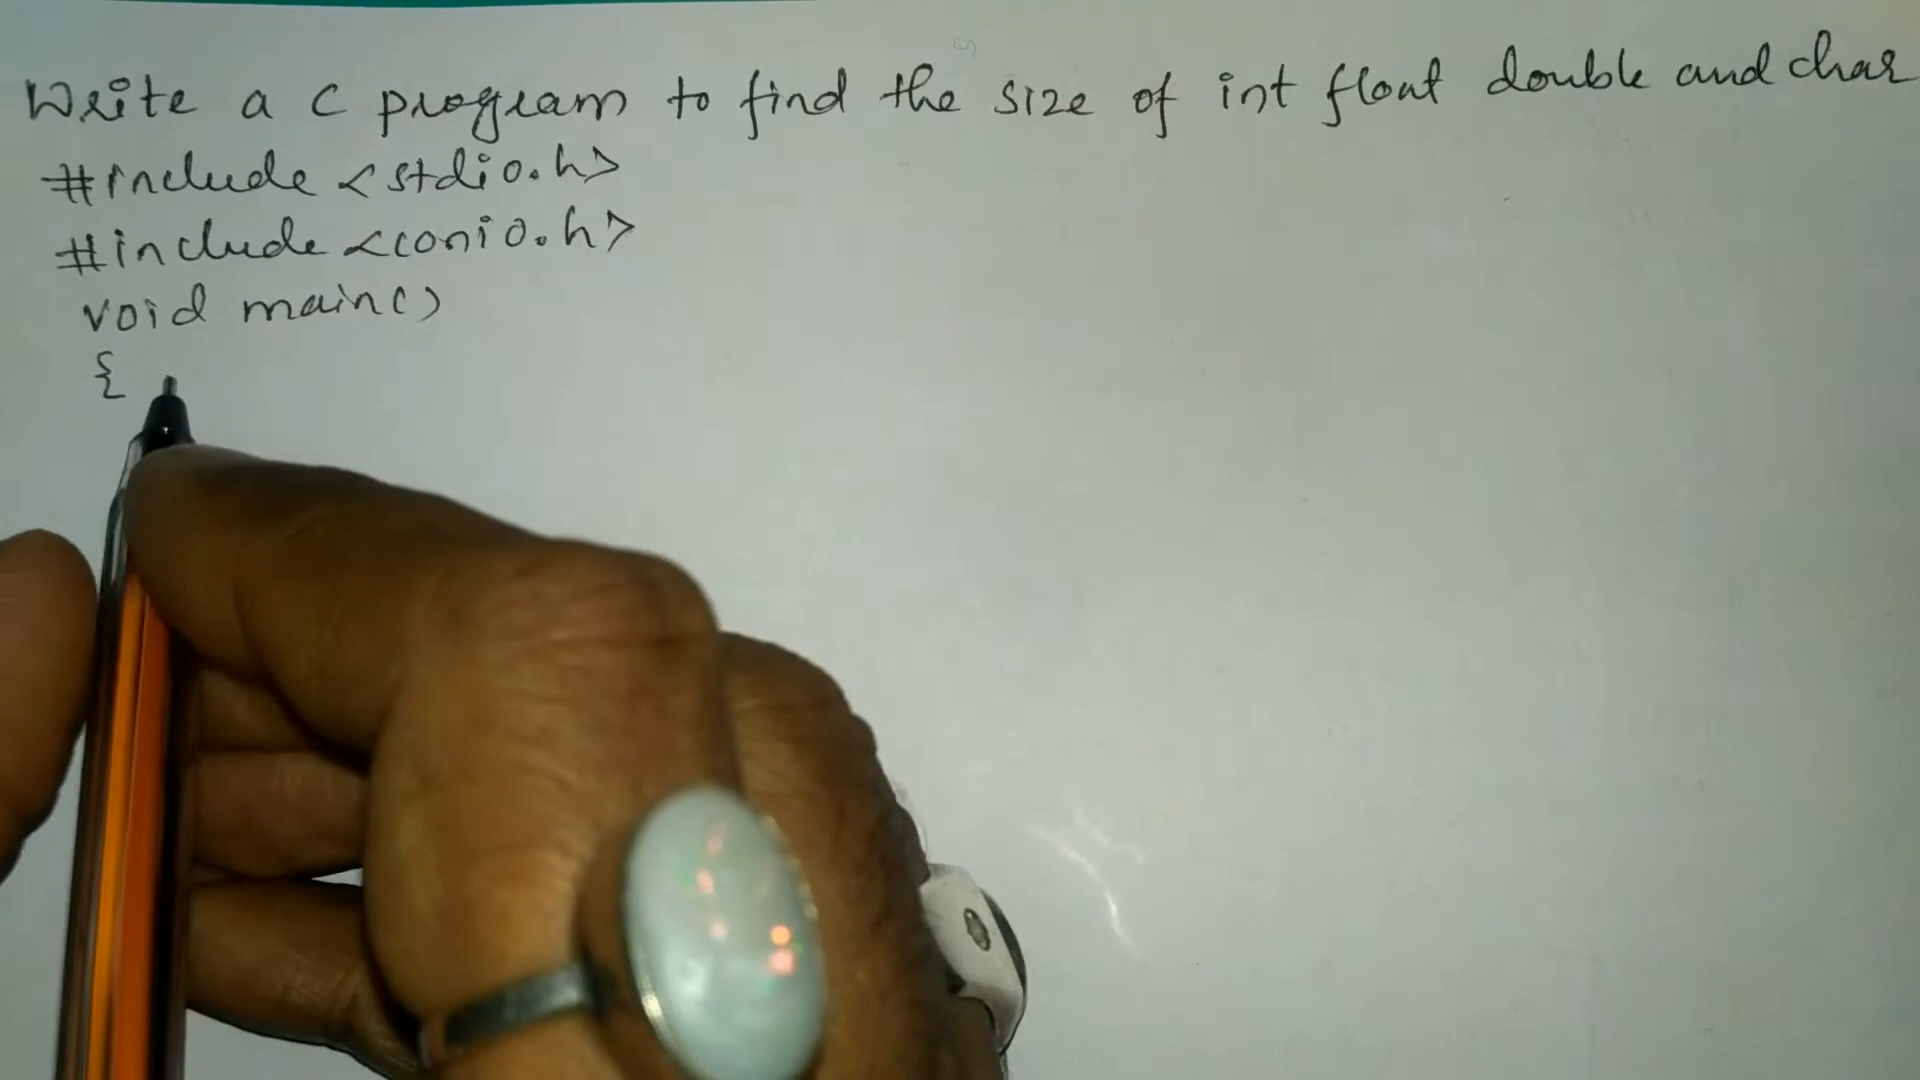 Write a C program to find the size of int float double and char
#include <stdio.h>
#include <conio.h>
void main()
{